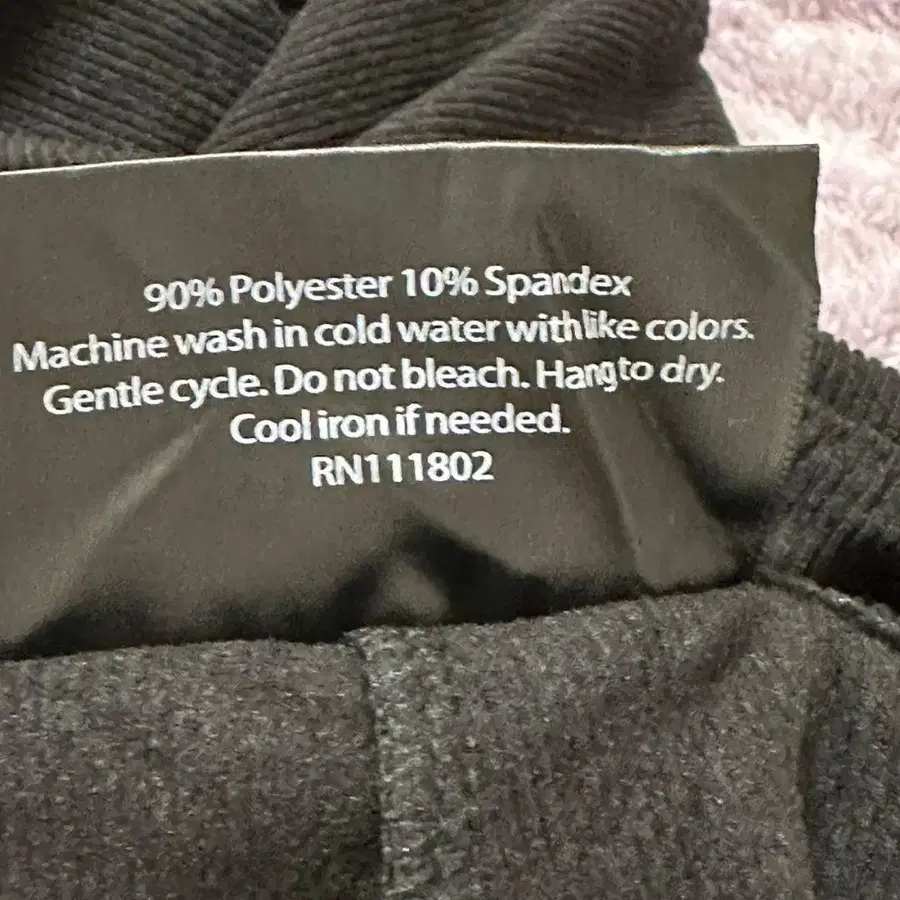 90% Polyester 10% Spandex
Machine wash in cold water with like colors.
Gentle cycle. Do not bleach. Hang to dry.
Cool iron if needed.
RN111802